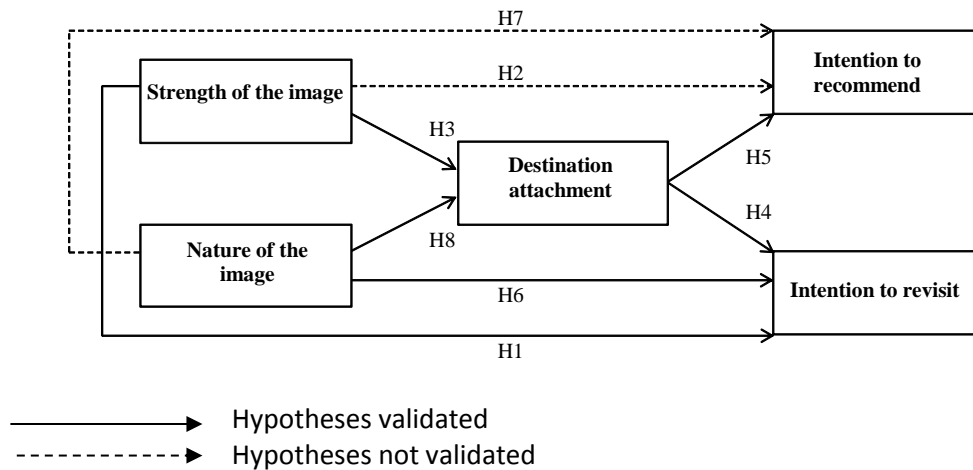 H7
Intention to
recommend
Strength of the image
H2
H3
Destination
attachment
H5
H4
Nature of the
image
H8
H6
Intention to revisit
H1
Hypotheses validated
Hypotheses not validated